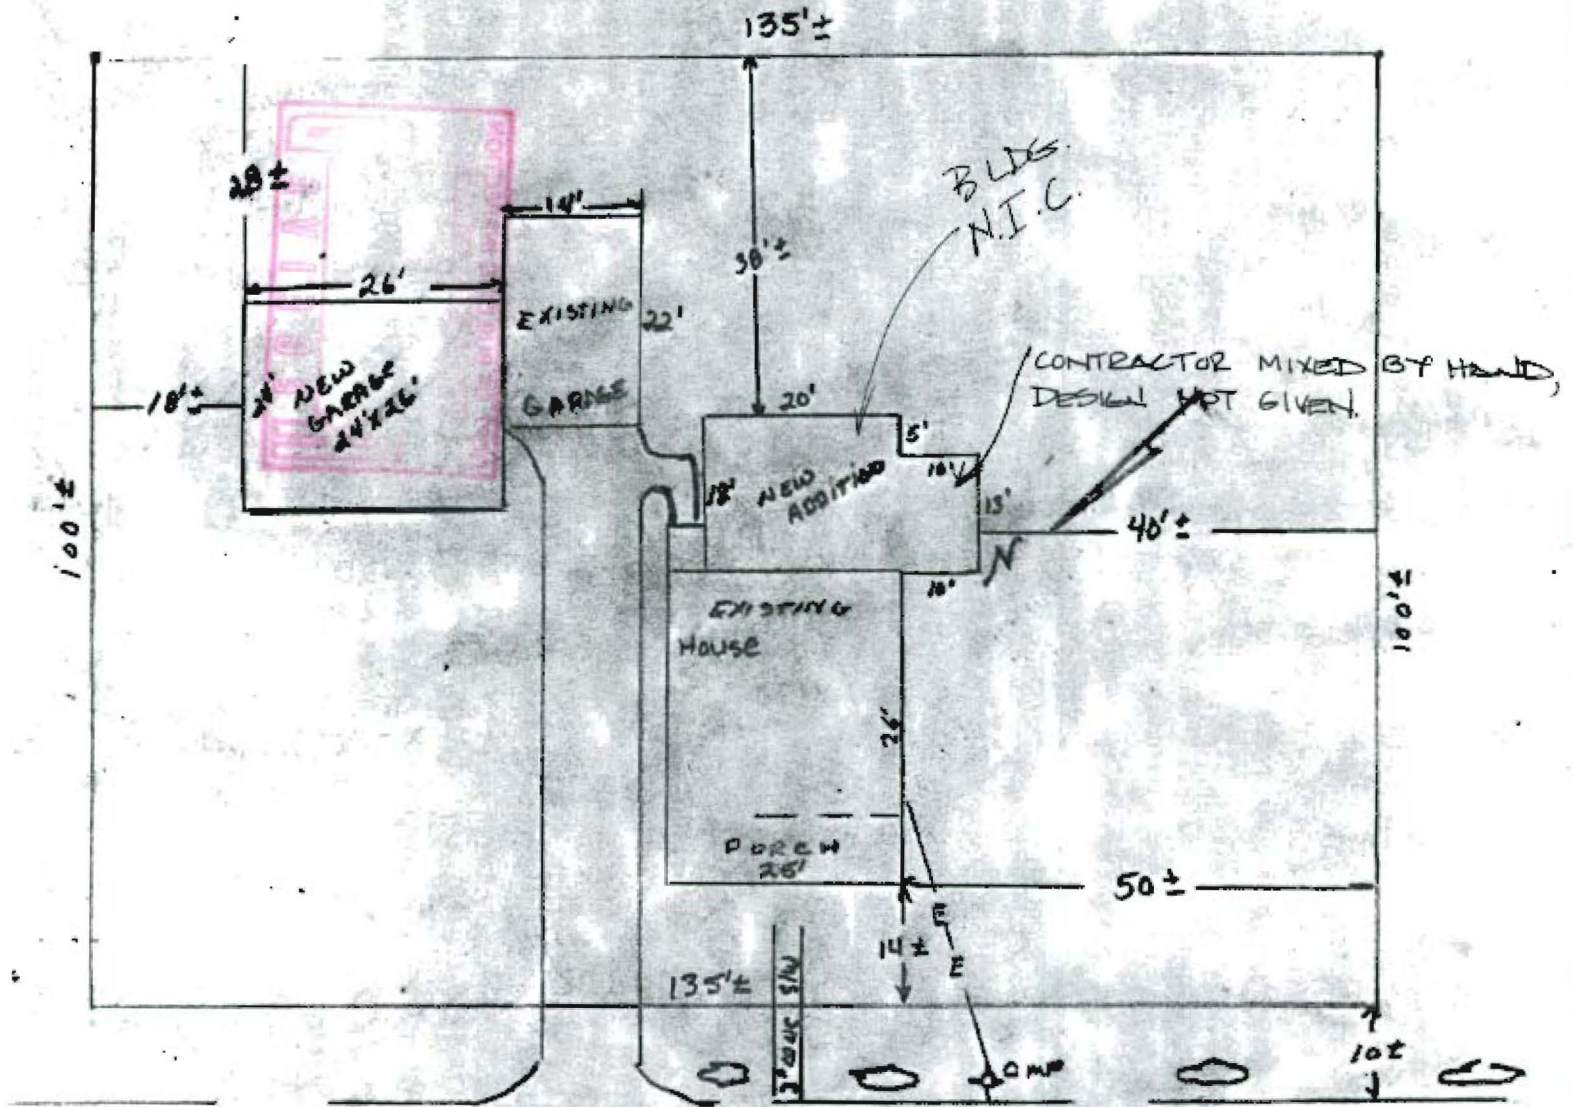 135'±
28±
14'
BLDG.
N.I.C.
38'±
26'
EXISTING
22'
GARAGE
NEW
GARAGE
24'X26'
24'
18'±
CONTRACTOR MIXED BY HAND,
DESIGN NOT GIVEN.
20'
5'
10'
18'
NEW
ADDITION
13'
40'±
N
10'
100'±
100'±
EXISTING
House
26'
PORCH
50±
E
14±
E
135'±
S/W
10±